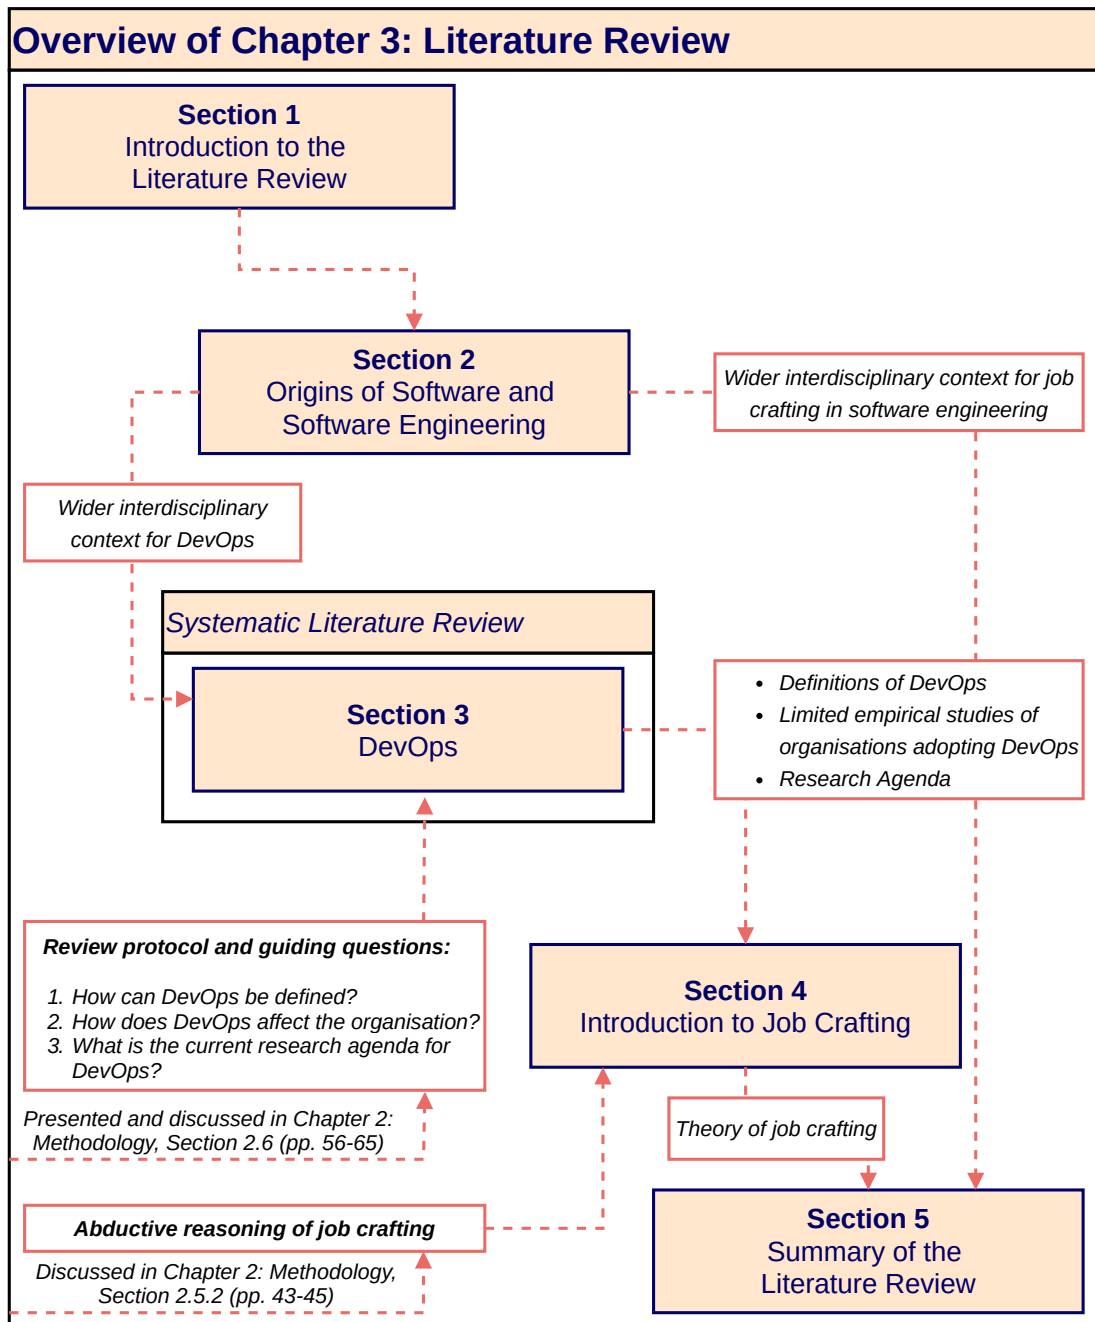 Overview of Chapter 3: Literature Review
Section 1
Introduction to the
Literature Review
Section 2
Origins of Software and
Software Engineering
Wider interdisciplinary context for job
crafting in software engineering
Wider interdisciplinary
context for DevOps
Systematic Literature Review
Section 3
DevOps
• Definitions of DevOps
• Limited empirical studies of
organisations adopting DevOps
• Research Agenda
Review protocol and guiding questions:
1. How can DevOps be defined?
2. How does DevOps affect the organisation?
3. What is the current research agenda for
DevOps?
Presented and discussed in Chapter 2:
Methodology, Section 2.6 (pp. 56-65)
Section 4
Introduction to Job Crafting
Theory of job crafting
Abductive reasoning of job crafting
Discussed in Chapter 2: Methodology,
Section 2.5.2 (pp. 43-45)
Section 5
Summary of the
Literature Review